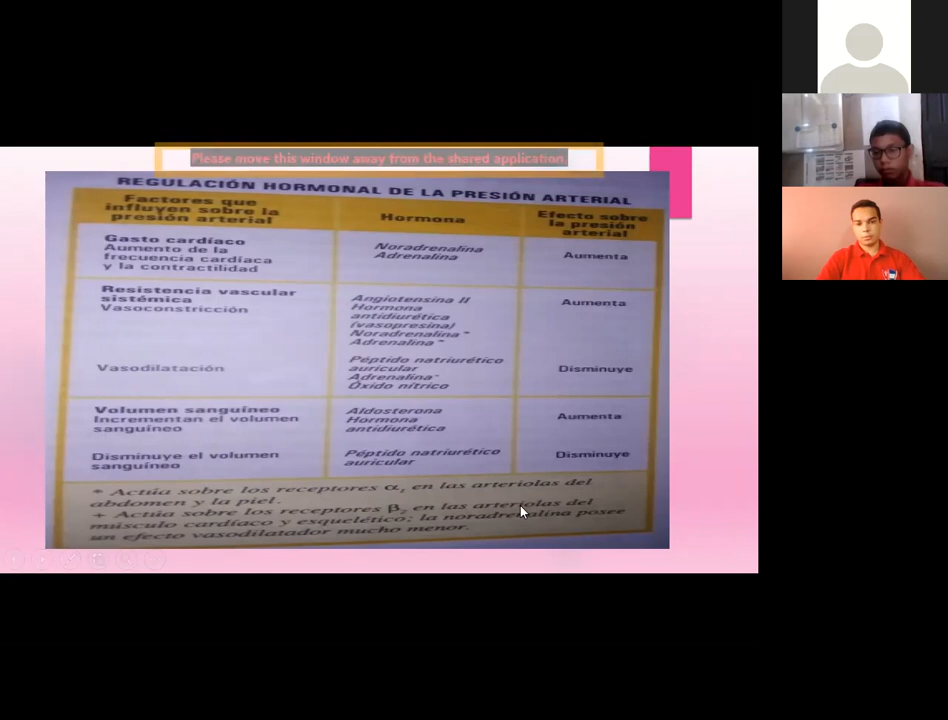 Please move this window away from the shared application.
REGULACIÓN HORMONAL DE LA PRESIÓN ARTERIAL
Factores que
influyen sobre la
presión arterial
Hormona
Efecto sobre
la presión
arterial
Gasto cardíaco
Aumento de la
frecuencia cardíaca
y la contractilidad
Noradrenalina
Adrenalina
Aumenta
Resistencia vascular
sistémica
Vasoconstricción
Angiotensina II
Hormona
antidiurética
(vasopresina)
Noradrenalina*
Adrenalina*
Aumenta
Vasodilatación
Péptido natriurético
auricular
Adrenalina+
Óxido nítrico
Disminuye
Volumen sanguíneo
Incrementan el volumen
sanguíneo
Aldosterona
Hormona
antidiurética
Aumenta
Disminuye el volumen
sanguíneo
Péptido natriurético
auricular
Disminuye
* Actúa sobre los receptores α₁ en las arteriolas del
abdomen y la piel.
+ Actúa sobre los receptores β₂ en las arteriolas del
músculo cardíaco y esquelético; la noradrenalina posee
un efecto vasodilatador mucho menor.